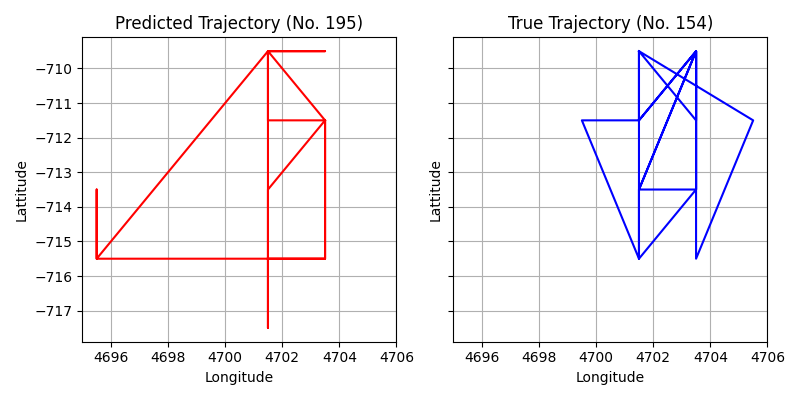 Predicted Trajectory (No. 195)
True Trajectory (No. 154)
Lattitude
−710
−711
−712
−713
−714
−715
−716
−717
4696 4698 4700 4702 4704 4706
Longitude
Lattitude
4696 4698 4700 4702 4704 4706
Longitude